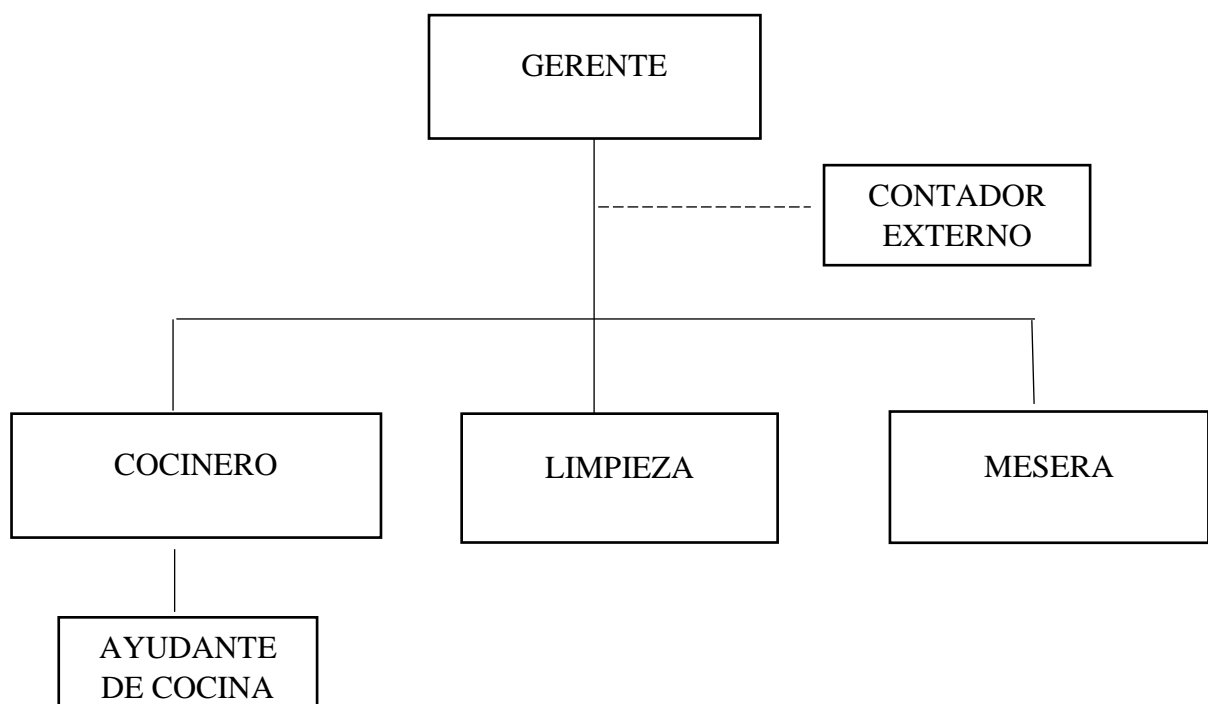 GERENTE
CONTADOR
EXTERNO
COCINERO
LIMPIEZA
MESERA
AYUDANTE
DE COCINA